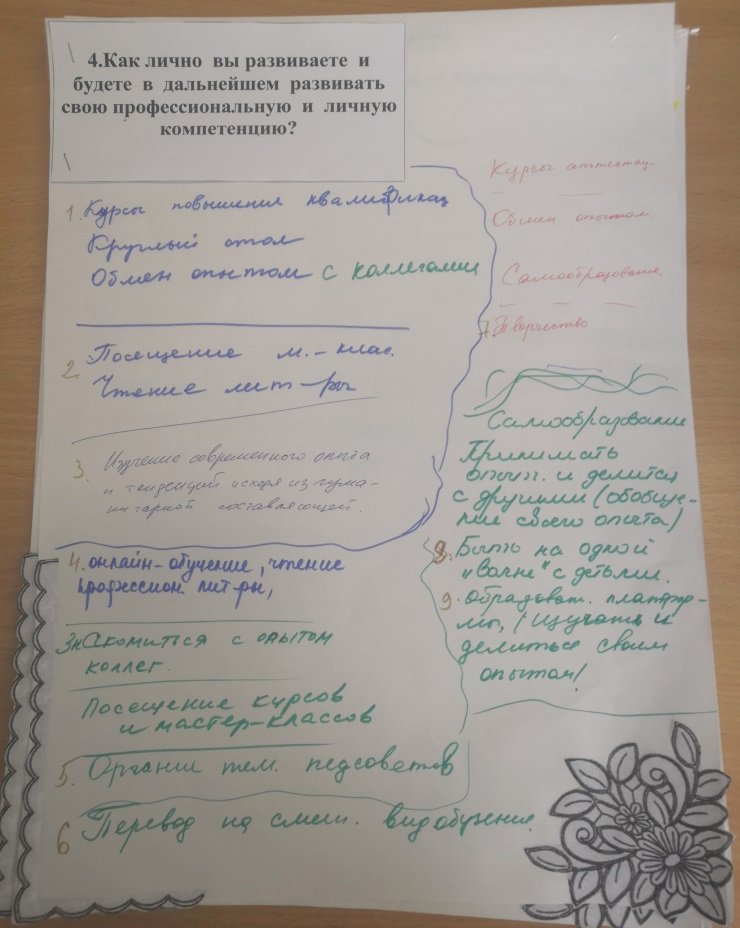 4.Как лично вы развиваете и
будете в дальнейшем развивать
свою профессиональную и личную
компетенцию?
1. Курсы повышения квалификац
Круглый стол
Обмен опытом с коллегами
2. Посещение м.-клас.
Чтение лит-ры
3. Изучение современного опыта
и тенденций исходя из гума-
нитарной составляющей.
4. онлайн-обучение, чтение
профессион. лит-ры,
Знакомиться с опытом
коллег.
Посещение курсов
и мастер-классов
5. Органии тем. педсоветов
6 Перевод на смеш. вид обучения.
Курсы аттестац.
Обмен опытом
Самообразование
7. Творчество.
Самообразование
Принимать
опыт. и делится
с другими (обобще-
ние своего опыта)
8. Быть на одной
"волне" с детьми.
9. образоват. платфор-
мы, (изучать и
делиться своим
опытом)